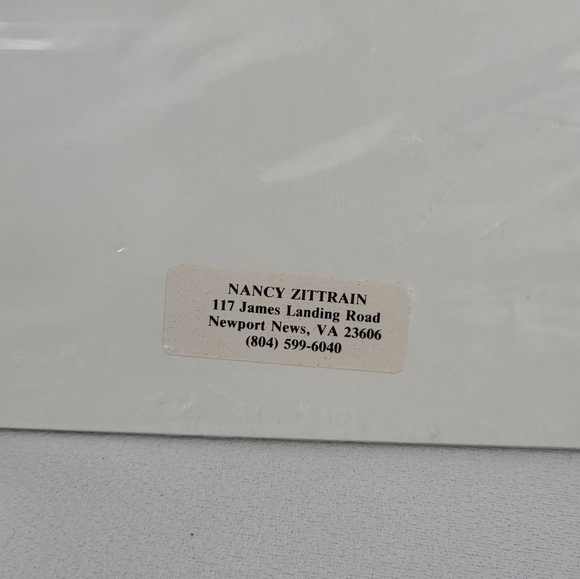 NANCY ZITTRAIN
117 James Landing Road
Newport News, VA 23606
(804) 599-6040